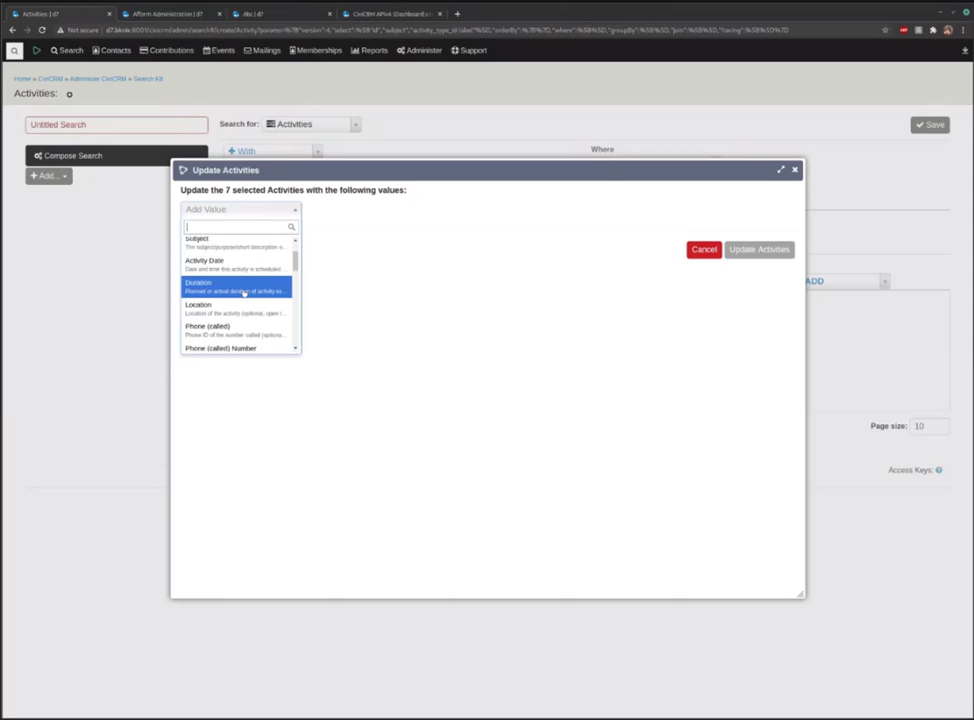 Activities | d7
Afform Administration | d7
Abc | d7
CiviCRM APIv4 (Dashboard::
Not secure
Search
Contacts
Contributions
Events
Mailings
Memberships
Reports
Administer
Support
Home » CiviCRM » Administer CiviCRM » Search Kit
Activities:
Untitled Search
Search for:
Activities
Save
Compose Search
With
Where
Add...
Update Activities
Update the 7 selected Activities with the following values:
Add Value
Subject
The subject/purpose/short description o...
Activity Date
Date and time this activity is scheduled ...
Duration
Planned or actual duration of activity ex...
Location
Location of the activity (optional, open t...
Phone (called)
Phone ID of the number called (optiona...
Phone (called) Number
Cancel
Update Activities
ADD
Page size:
10
Access Keys: